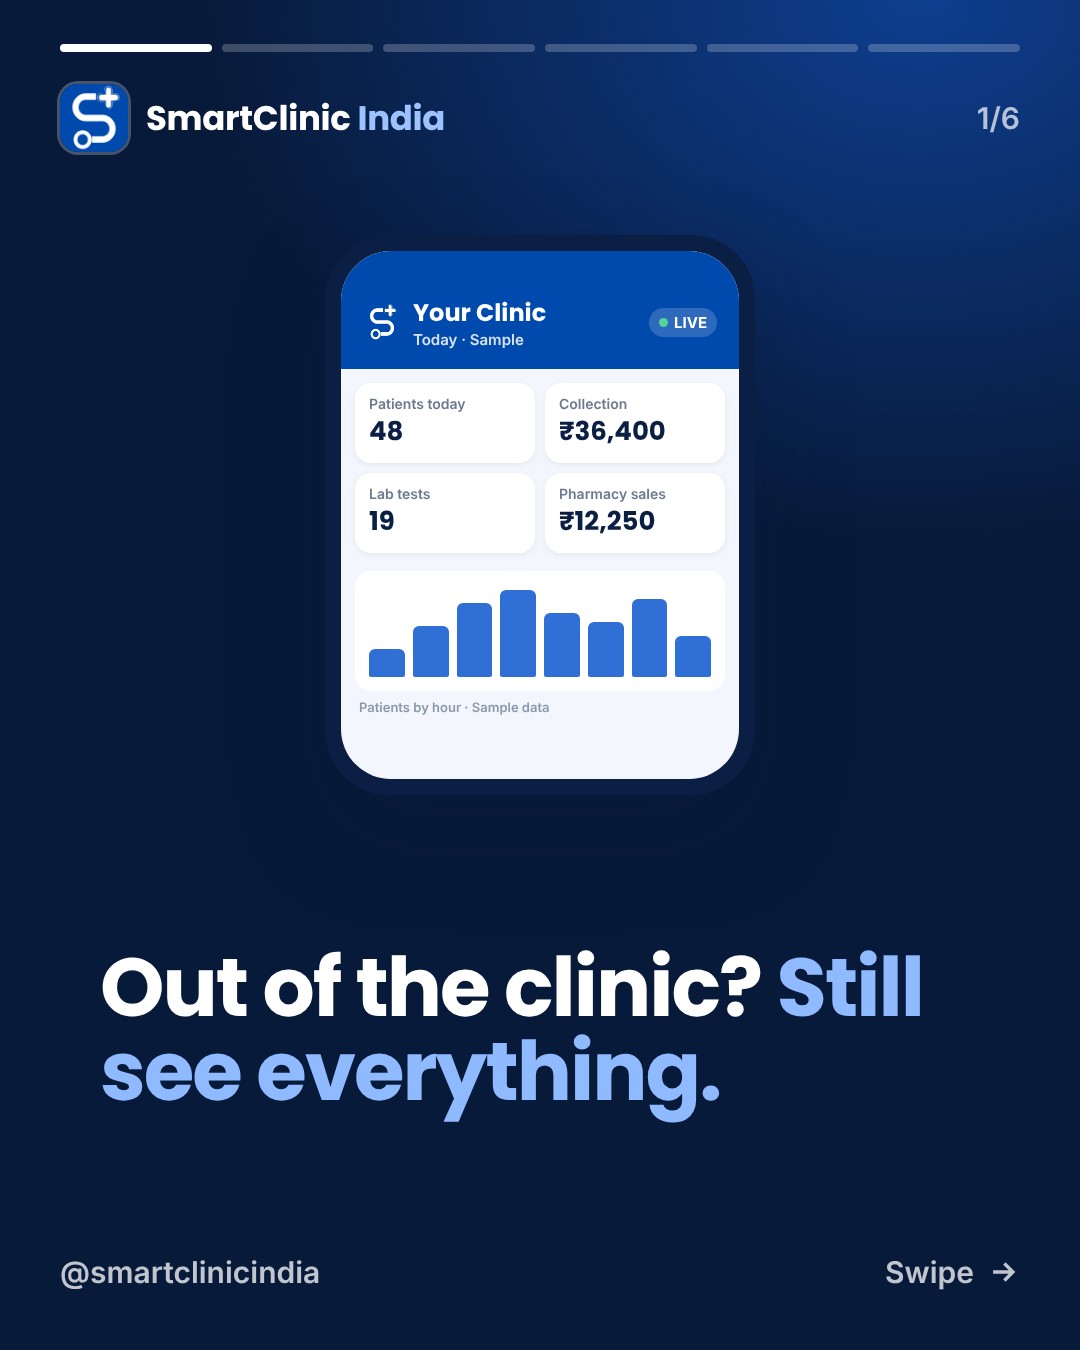 SmartClinic India
1/6
Your Clinic
Today · Sample
LIVE
Patients today
48
Collection
₹36,400
Lab tests
19
Pharmacy sales
₹12,250
Patients by hour · Sample data
Out of the clinic? Still
see everything.
@smartclinicindia
Swipe →